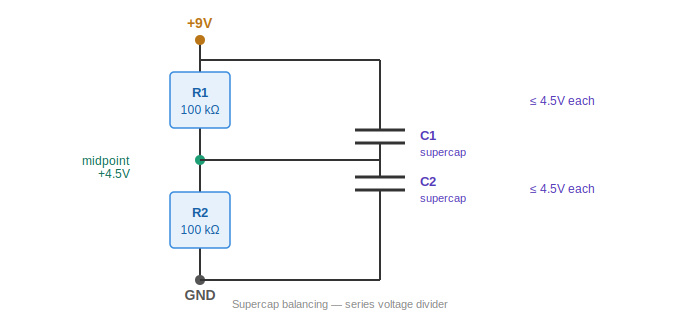 +9V
R1
100 kΩ
≤ 4.5V each
C1
supercap
midpoint
+4.5V
C2
supercap
≤ 4.5V each
R2
100 kΩ
GND
Supercap balancing — series voltage divider